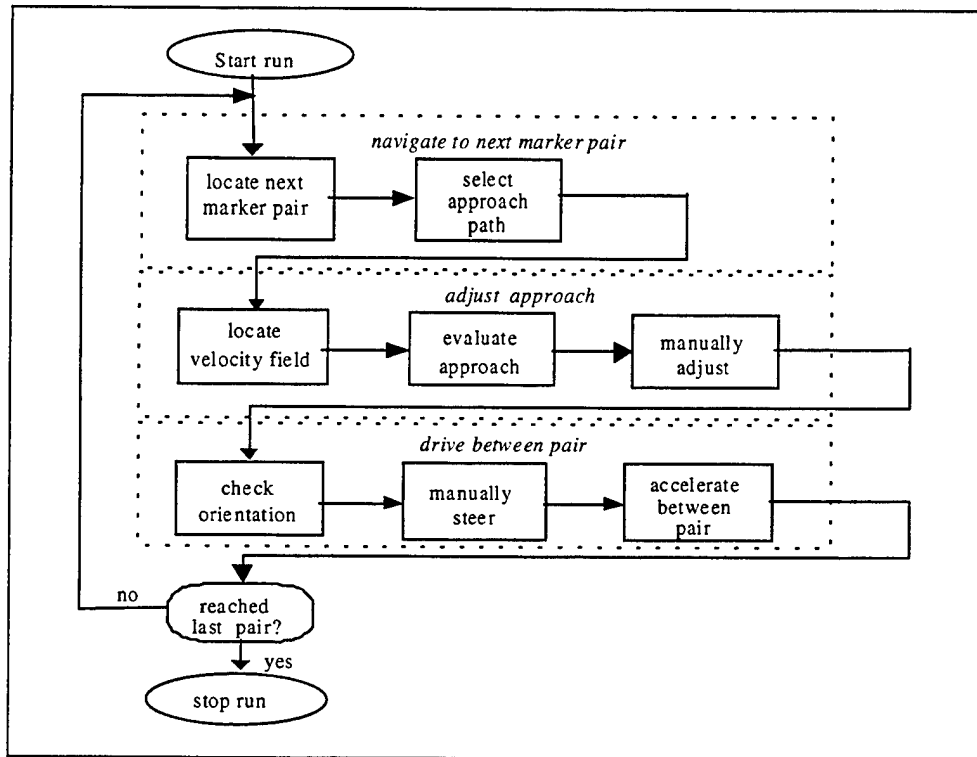 Start run
navigate to next marker pair
locate next
marker pair
select
approach
path
adjust approach
locate
velocity field
evaluate
approach
manually
adjust
drive between pair
check
orientation
manually
steer
accelerate
between
pair
no
reached
last pair?
yes
stop run